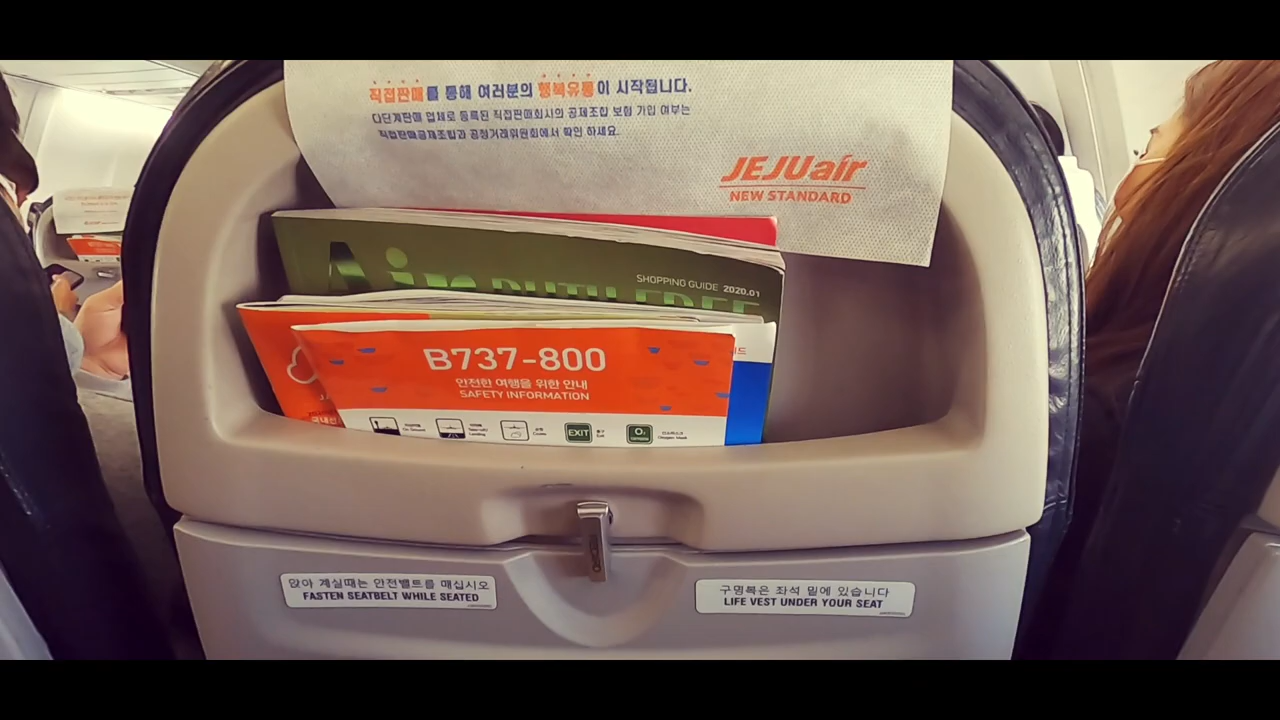 직접판매를 통해 여러분의 행복유통이 시작됩니다.
다단계판매 업체로 등록된 직접판매회사의 공제조합 보험 가입 여부는
직접판매공제조합과 공정거래위원회에서 확인 하세요.
JEJUair
NEW STANDARD
SHOPPING GUIDE 2020.01
Air DUTY FREE
B737-800
안전한 여행을 위한 안내
SAFETY INFORMATION
EXIT
O₂
Oxygen Mask
앉아 계실때는 안전벨트를 매십시오
FASTEN SEATBELT WHILE SEATED
구명복은 좌석 밑에 있습니다
LIFE VEST UNDER YOUR SEAT